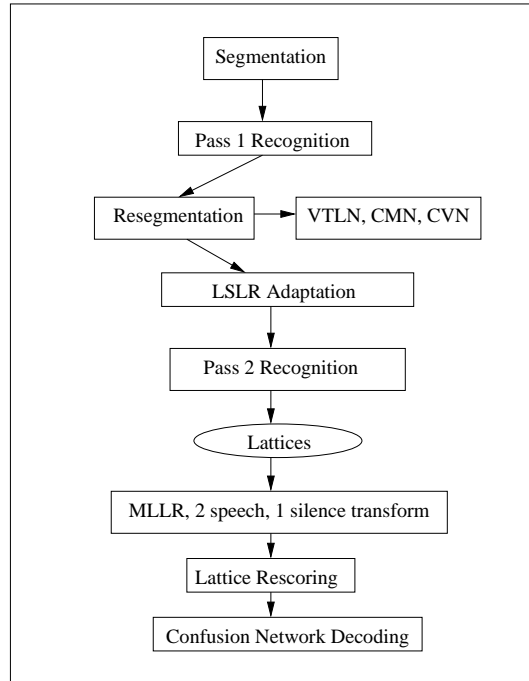 Segmentation
Pass 1 Recognition
Resegmentation
VTLN, CMN, CVN
LSLR Adaptation
Pass 2 Recognition
Lattices
MLLR, 2 speech, 1 silence transform
Lattice Rescoring
Confusion Network Decoding